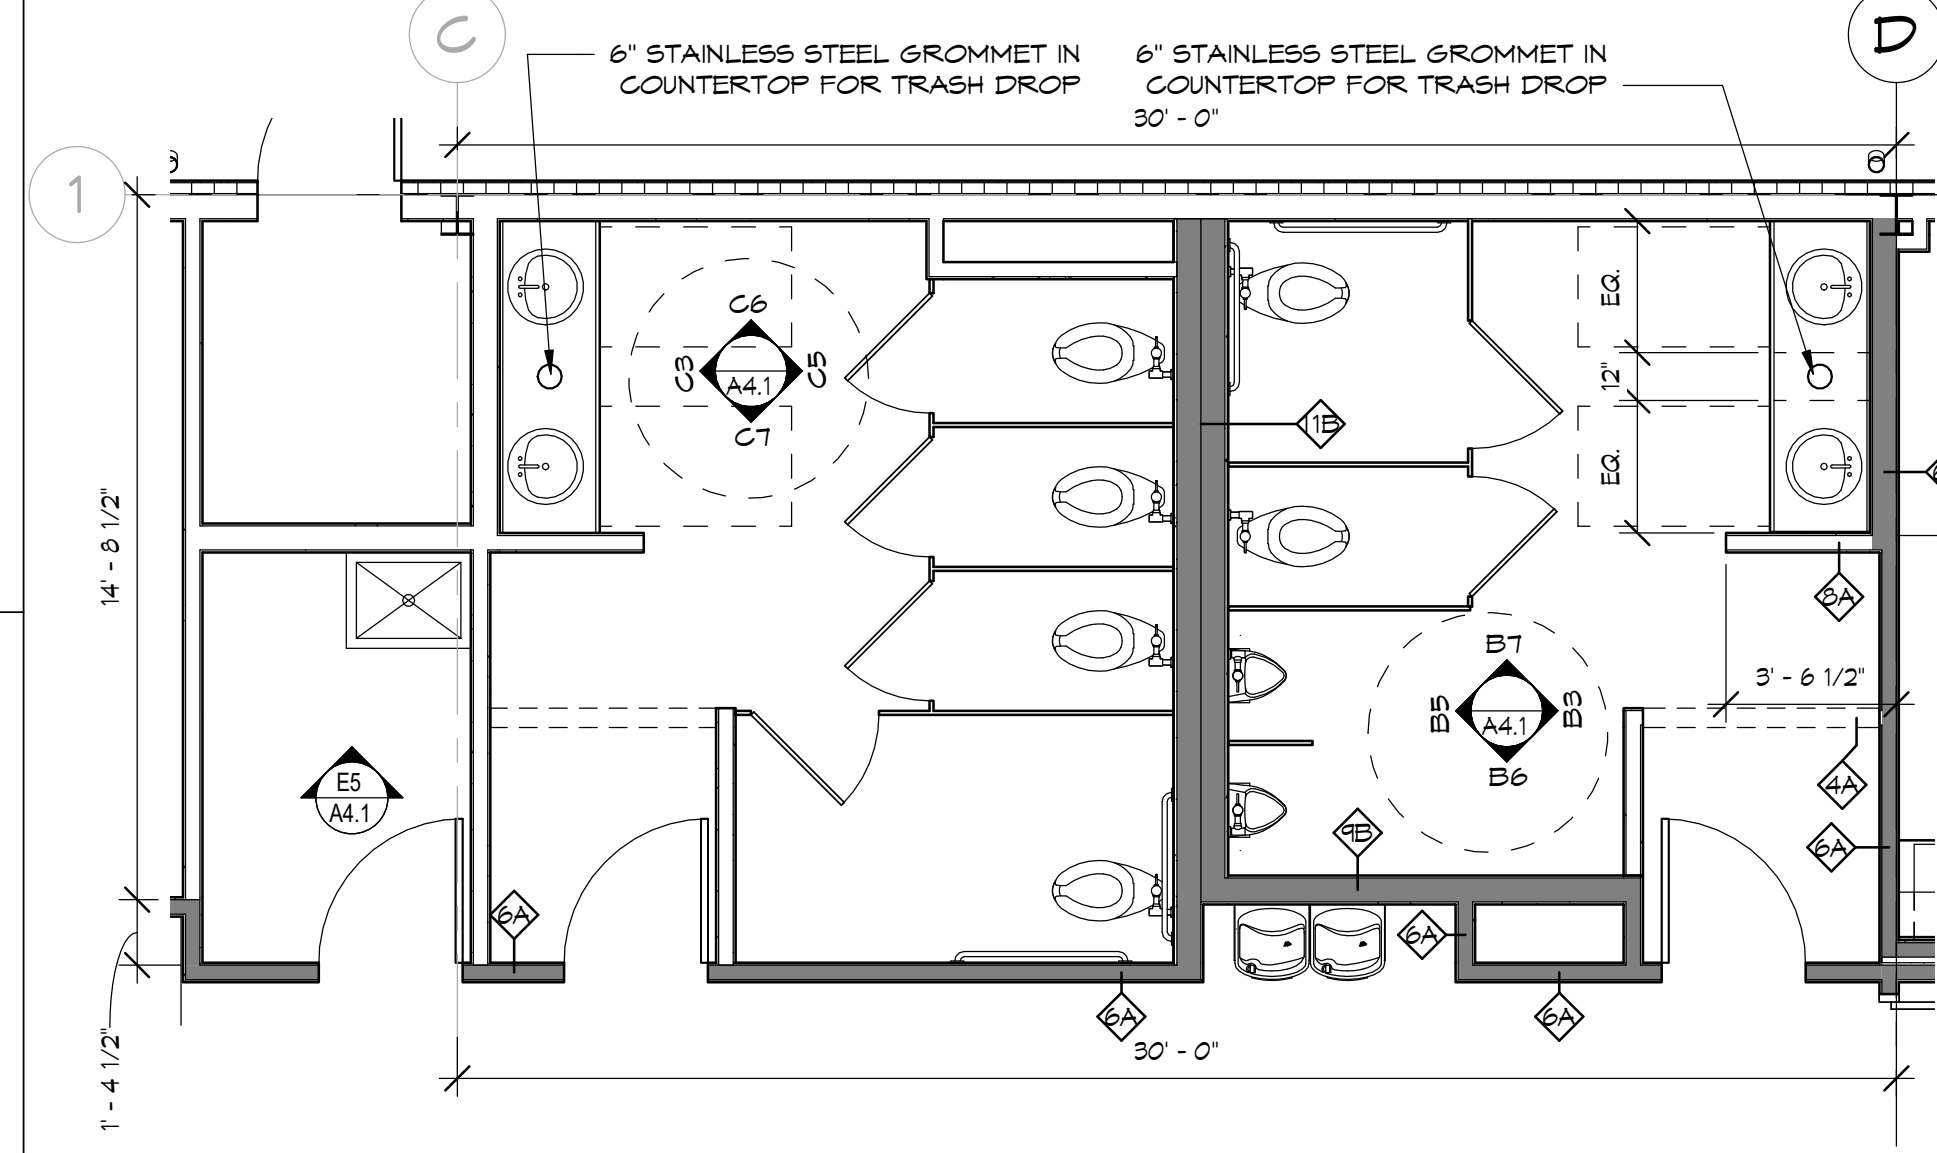 C
D
6" STAINLESS STEEL GROMMET IN
COUNTERTOP FOR TRASH DROP
6" STAINLESS STEEL GROMMET IN
COUNTERTOP FOR TRASH DROP
30' - 0"
1
C6
C3
C5
A4.1
C7
EQ.
12"
EQ.
11B
14' - 8 1/2"
8A
B7
B5
B3
A4.1
B6
3' - 6 1/2"
E5
A4.1
4A
9B
6A
6A
6A
6A
6A
30' - 0"
1' - 4 1/2"